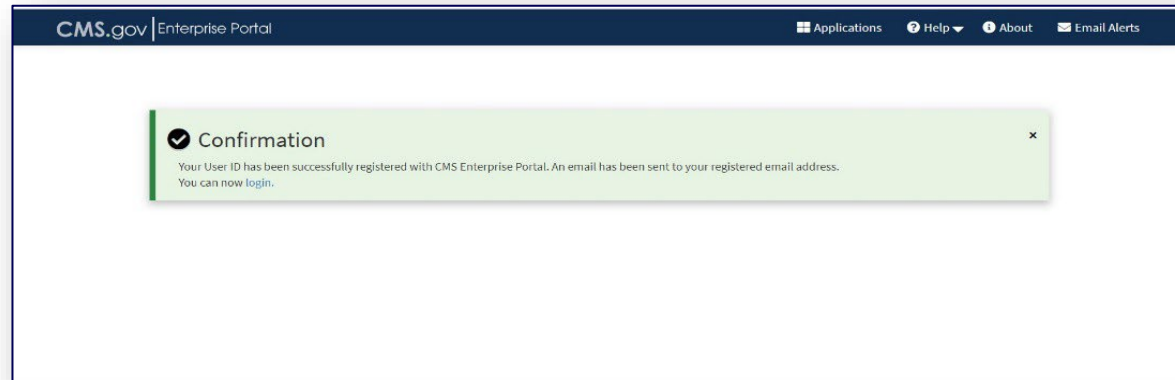 CMS.gov Enterprise Portal
Applications Help About Email Alerts
Confirmation
Your User ID has been successfully registered with CMS Enterprise Portal. An email has been sent to your registered email address.
You can now login.